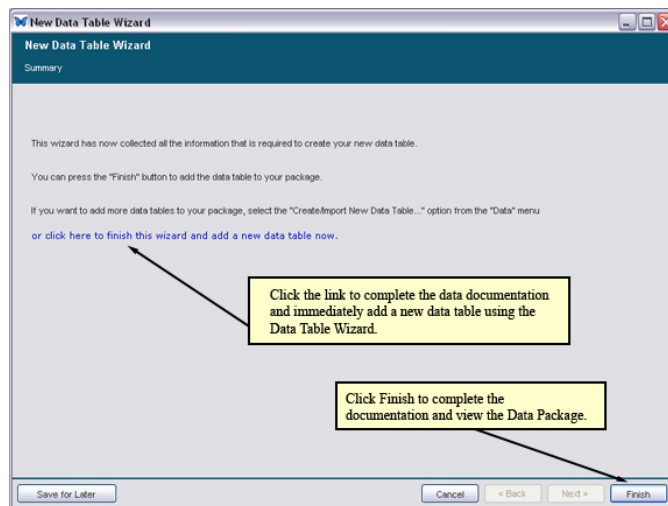 New Data Table Wizard
New Data Table Wizard
Summary
This wizard has now collected all the information that is required to create your new data table.
You can press the "Finish" button to add the data table to your package.
If you want to add more data tables to your package, select the "Create/Import New Data Table..." option from the "Data" menu
or click here to finish this wizard and add a new data table now.
Click the link to complete the data documentation
and immediately add a new data table using the
Data Table Wizard.
Click Finish to complete the
documentation and view the Data Package.
Save for Later
Cancel
< Back
Next >
Finish